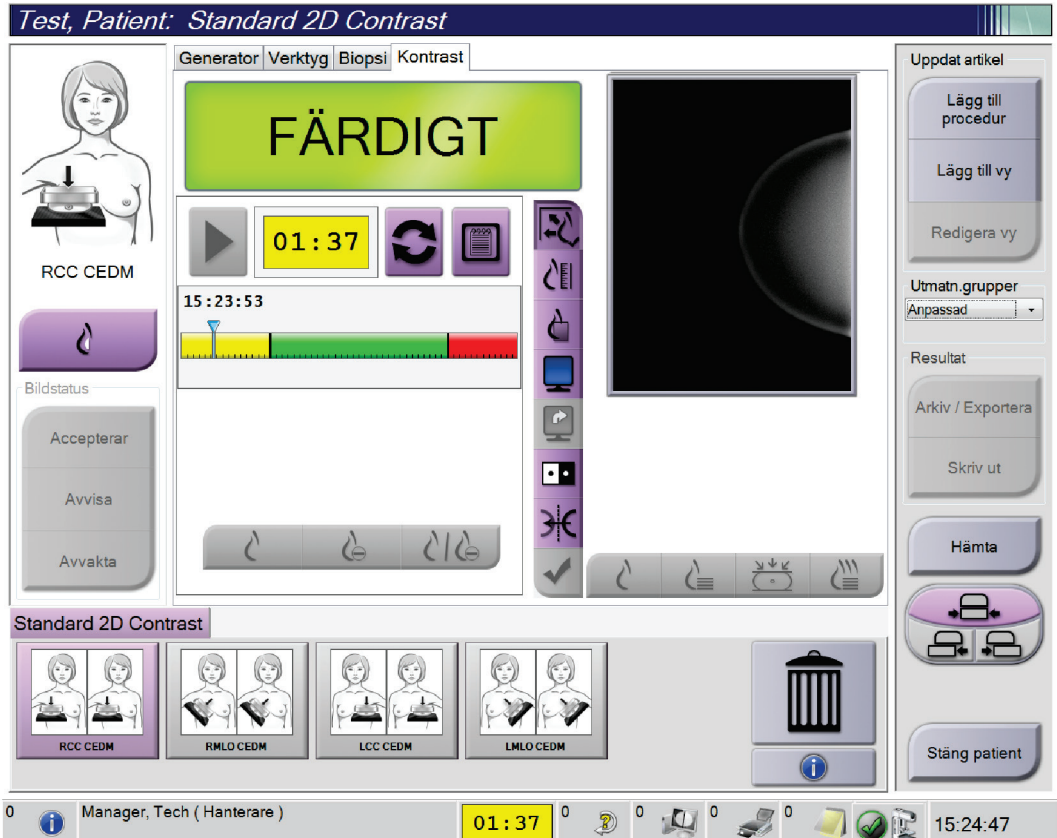 Test, Patient: Standard 2D Contrast
Generator Verktyg Biopsi Kontrast
FÄRDIGT
RCC CEDM
01:37
15:23:53
Bildstatus
Accepterar
Avvisa
Avvakta
Uppdat artikel
Lägg till
procedur
Lägg till vy
Redigera vy
Utmatn.grupper
Anpassad
Resultat
Arkiv / Exportera
Skriv ut
Hämta
Stäng patient
Standard 2D Contrast
RCC CEDM
RMLO CEDM
LCC CEDM
LMLO CEDM
0 Manager, Tech ( Hanterare ) 01:37 0 0 0 0 15:24:47